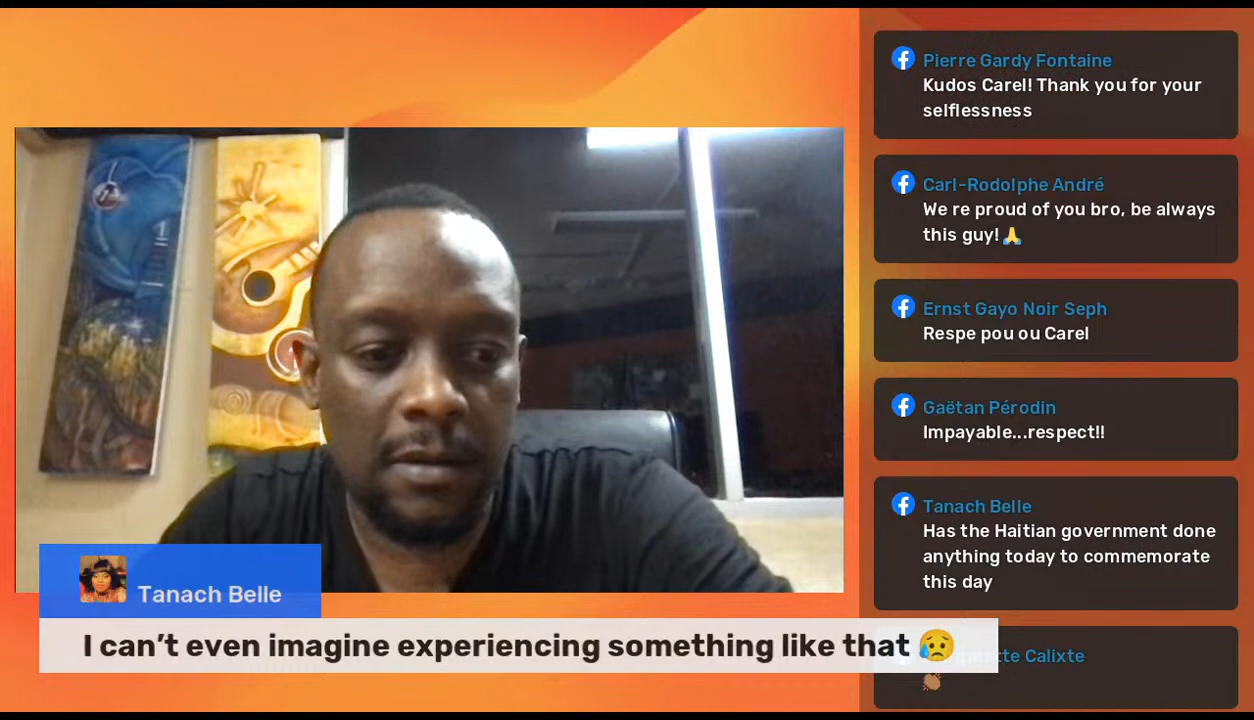 Pierre Gardy Fontaine
Kudos Carel! Thank you for your
selflessness
Carl-Rodolphe André
We re proud of you bro, be always
this guy!🙏
Ernst Gayo Noir Seph
Respe pou ou Carel
Gaëtan Pérodin
Impayable...respect!!
Tanach Belle
Has the Haitian government done
anything today to commemorate
this day
Calixte
👏🏽
Tanach Belle
I can’t even imagine experiencing something like that 😥